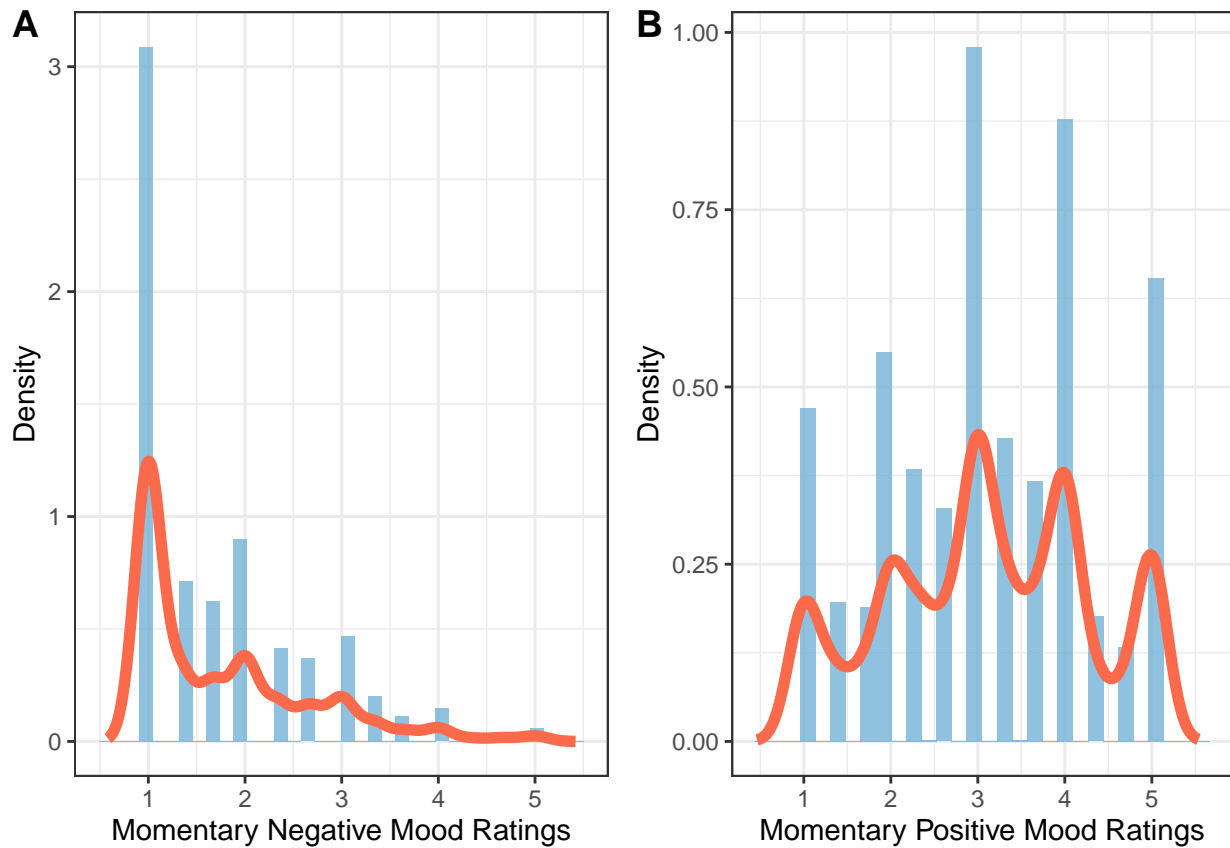 A
Density
3
2
1
0
1 2 3 4 5
Momentary Negative Mood Ratings
B
Density
1.00
0.75
0.50
0.25
0.00
1 2 3 4 5
Momentary Positive Mood Ratings